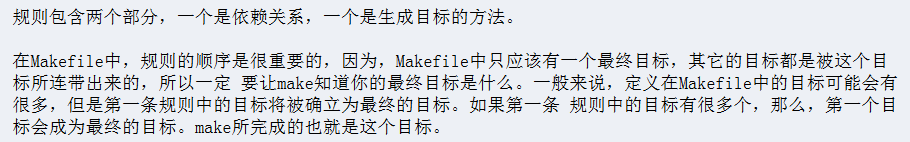 规则包含两个部分，一个是依赖关系，一个是生成目标的方法。
在Makefile中，规则的顺序是很重要的，因为，Makefile中只应该有一个最终目标，其它的目标都是被这个目
标所连带出来的，所以一定 要让make知道你的最终目标是什么。一般来说，定义在Makefile中的目标可能会有
很多，但是第一条规则中的目标将被确立为最终的目标。如果第一条 规则中的目标有很多个，那么，第一个目
标会成为最终的目标。make所完成的也就是这个目标。